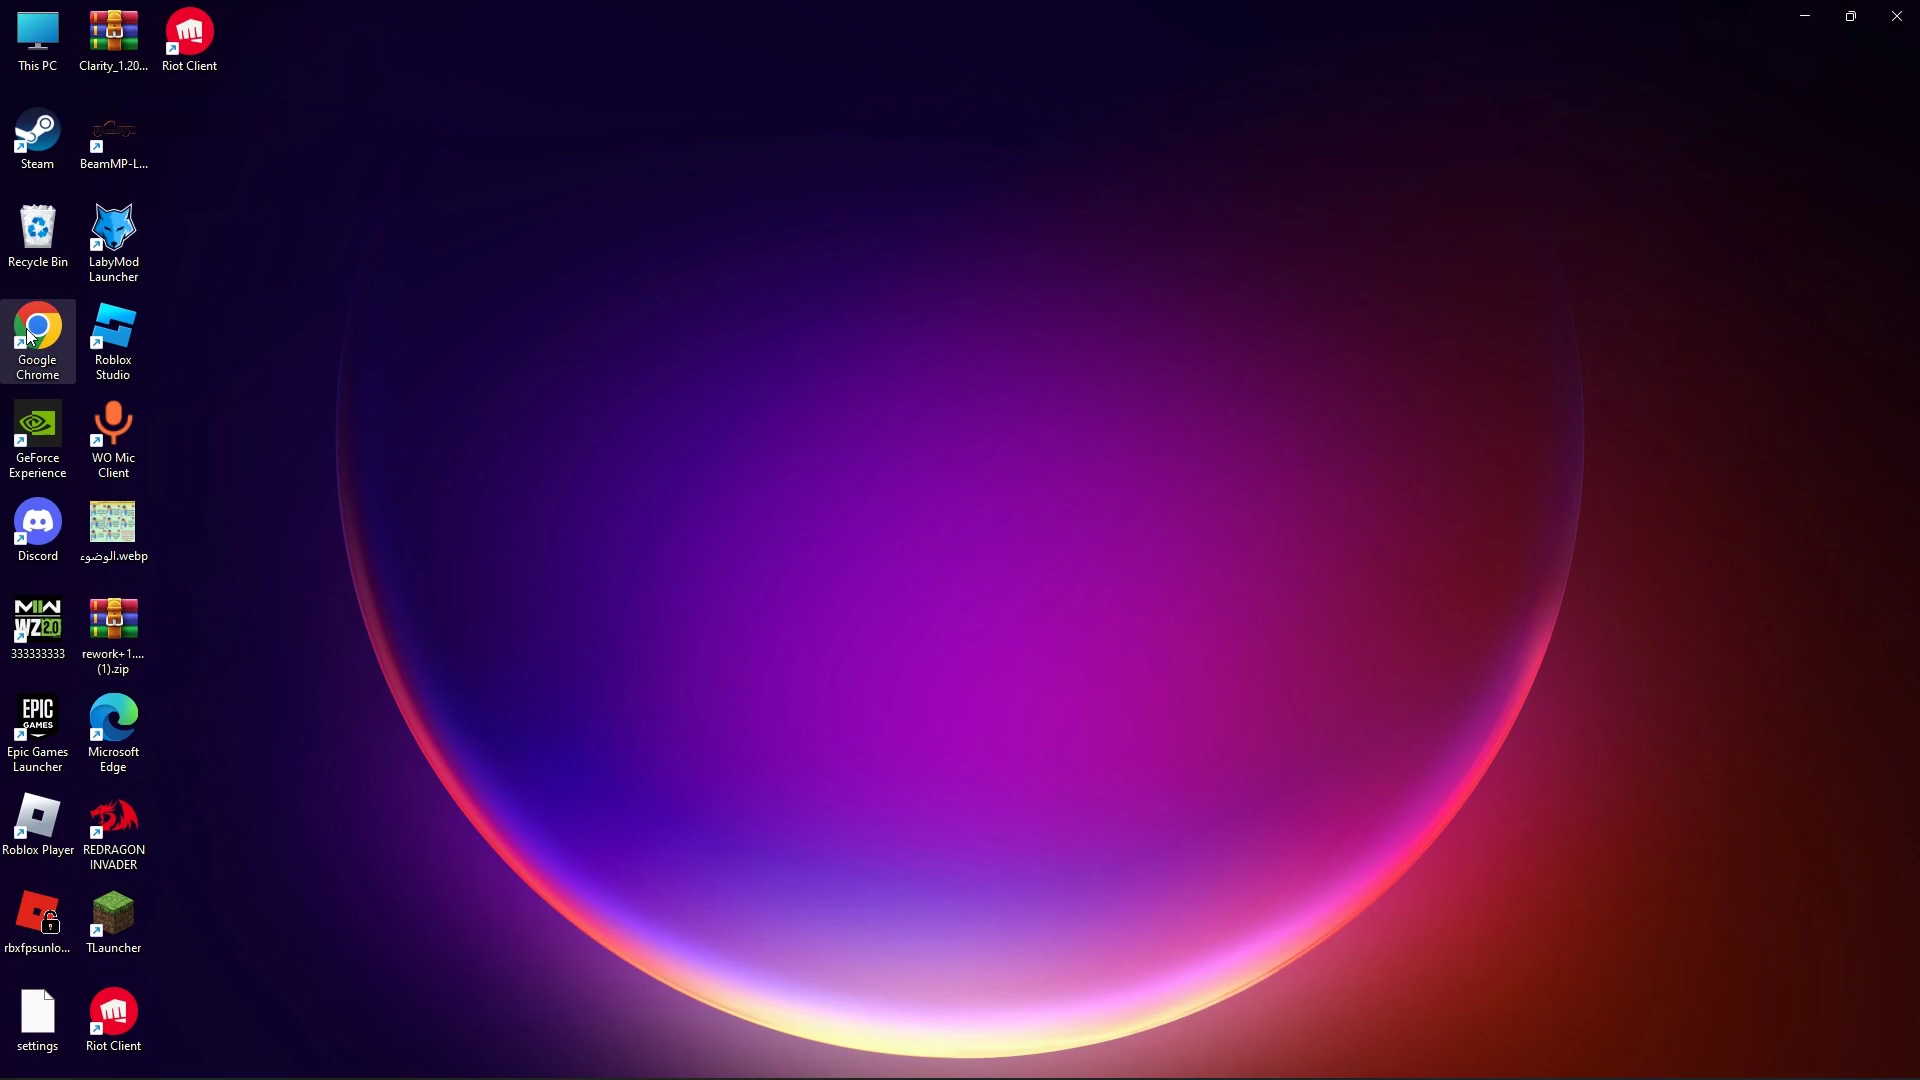 This PC
Clarity_1.20...
Riot Client
Steam
BeamMP-L...
Recycle Bin
LabyMod
Launcher
Google
Chrome
Roblox
Studio
GeForce
Experience
WO Mic
Client
Discord
الوضوء.webp
MW
WZ 2.0
333333333
rework+1....
(1).zip
EPIC
GAMES
Epic Games
Launcher
Microsoft
Edge
Roblox Player
REDRAGON
INVADER
rbxfpsunlo...
TLauncher
settings
Riot Client